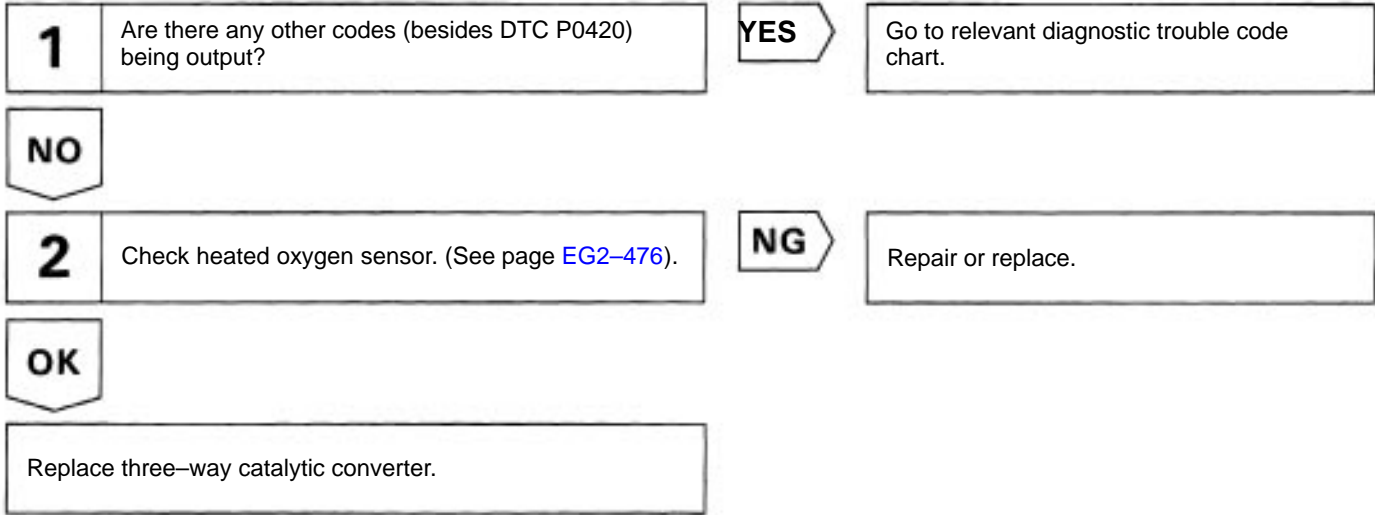 1
Are there any other codes (besides DTC P0420)
being output?
YES
Go to relevant diagnostic trouble code
chart.
NO
2
Check heated oxygen sensor. (See page EG2–476).
NG
Repair or replace.
OK
Replace three–way catalytic converter.